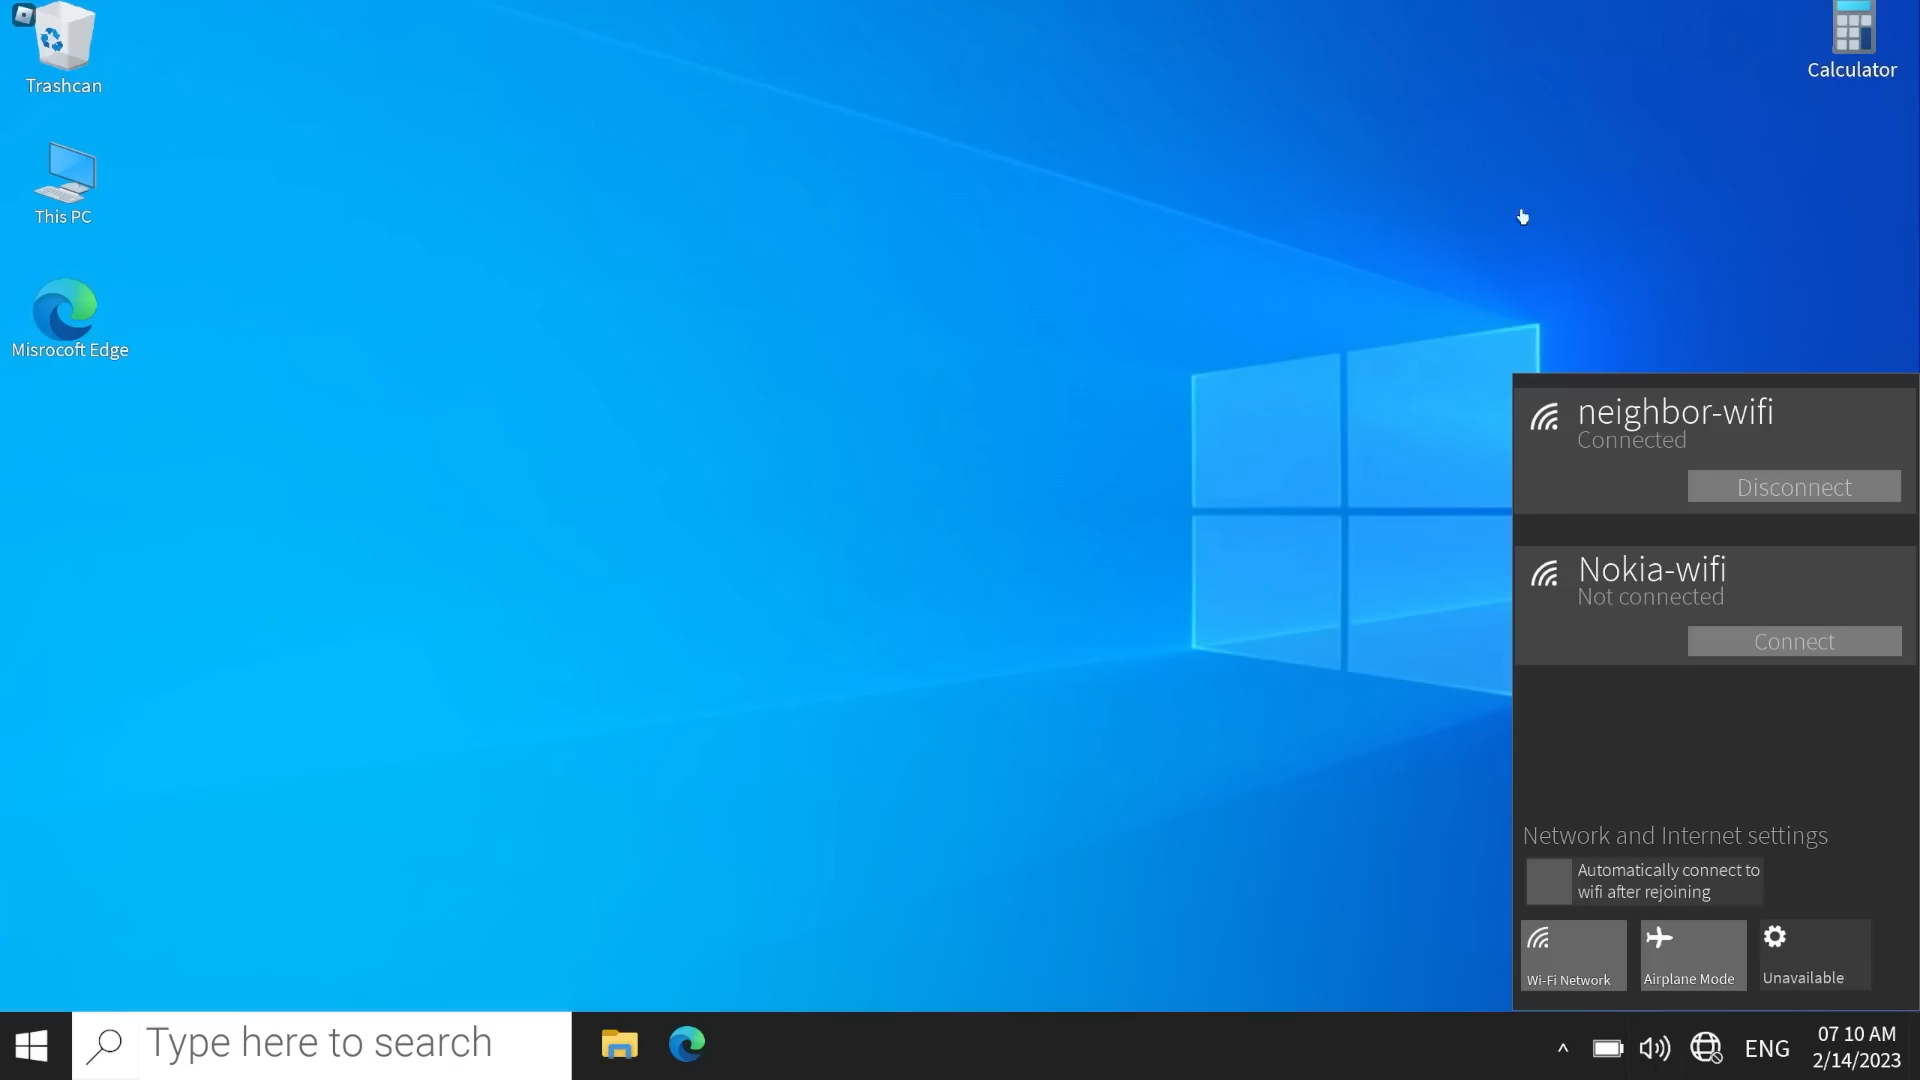 Trashcan
This PC
Misrocoft Edge
Calculator
neighbor-wifi
Connected
Disconnect
Nokia-wifi
Not connected
Connect
Network and Internet settings
Automatically connect to
wifi after rejoining
Wi-Fi Network
Airplane Mode
Unavailable
Type here to search
ENG
07 10 AM
2/14/2023